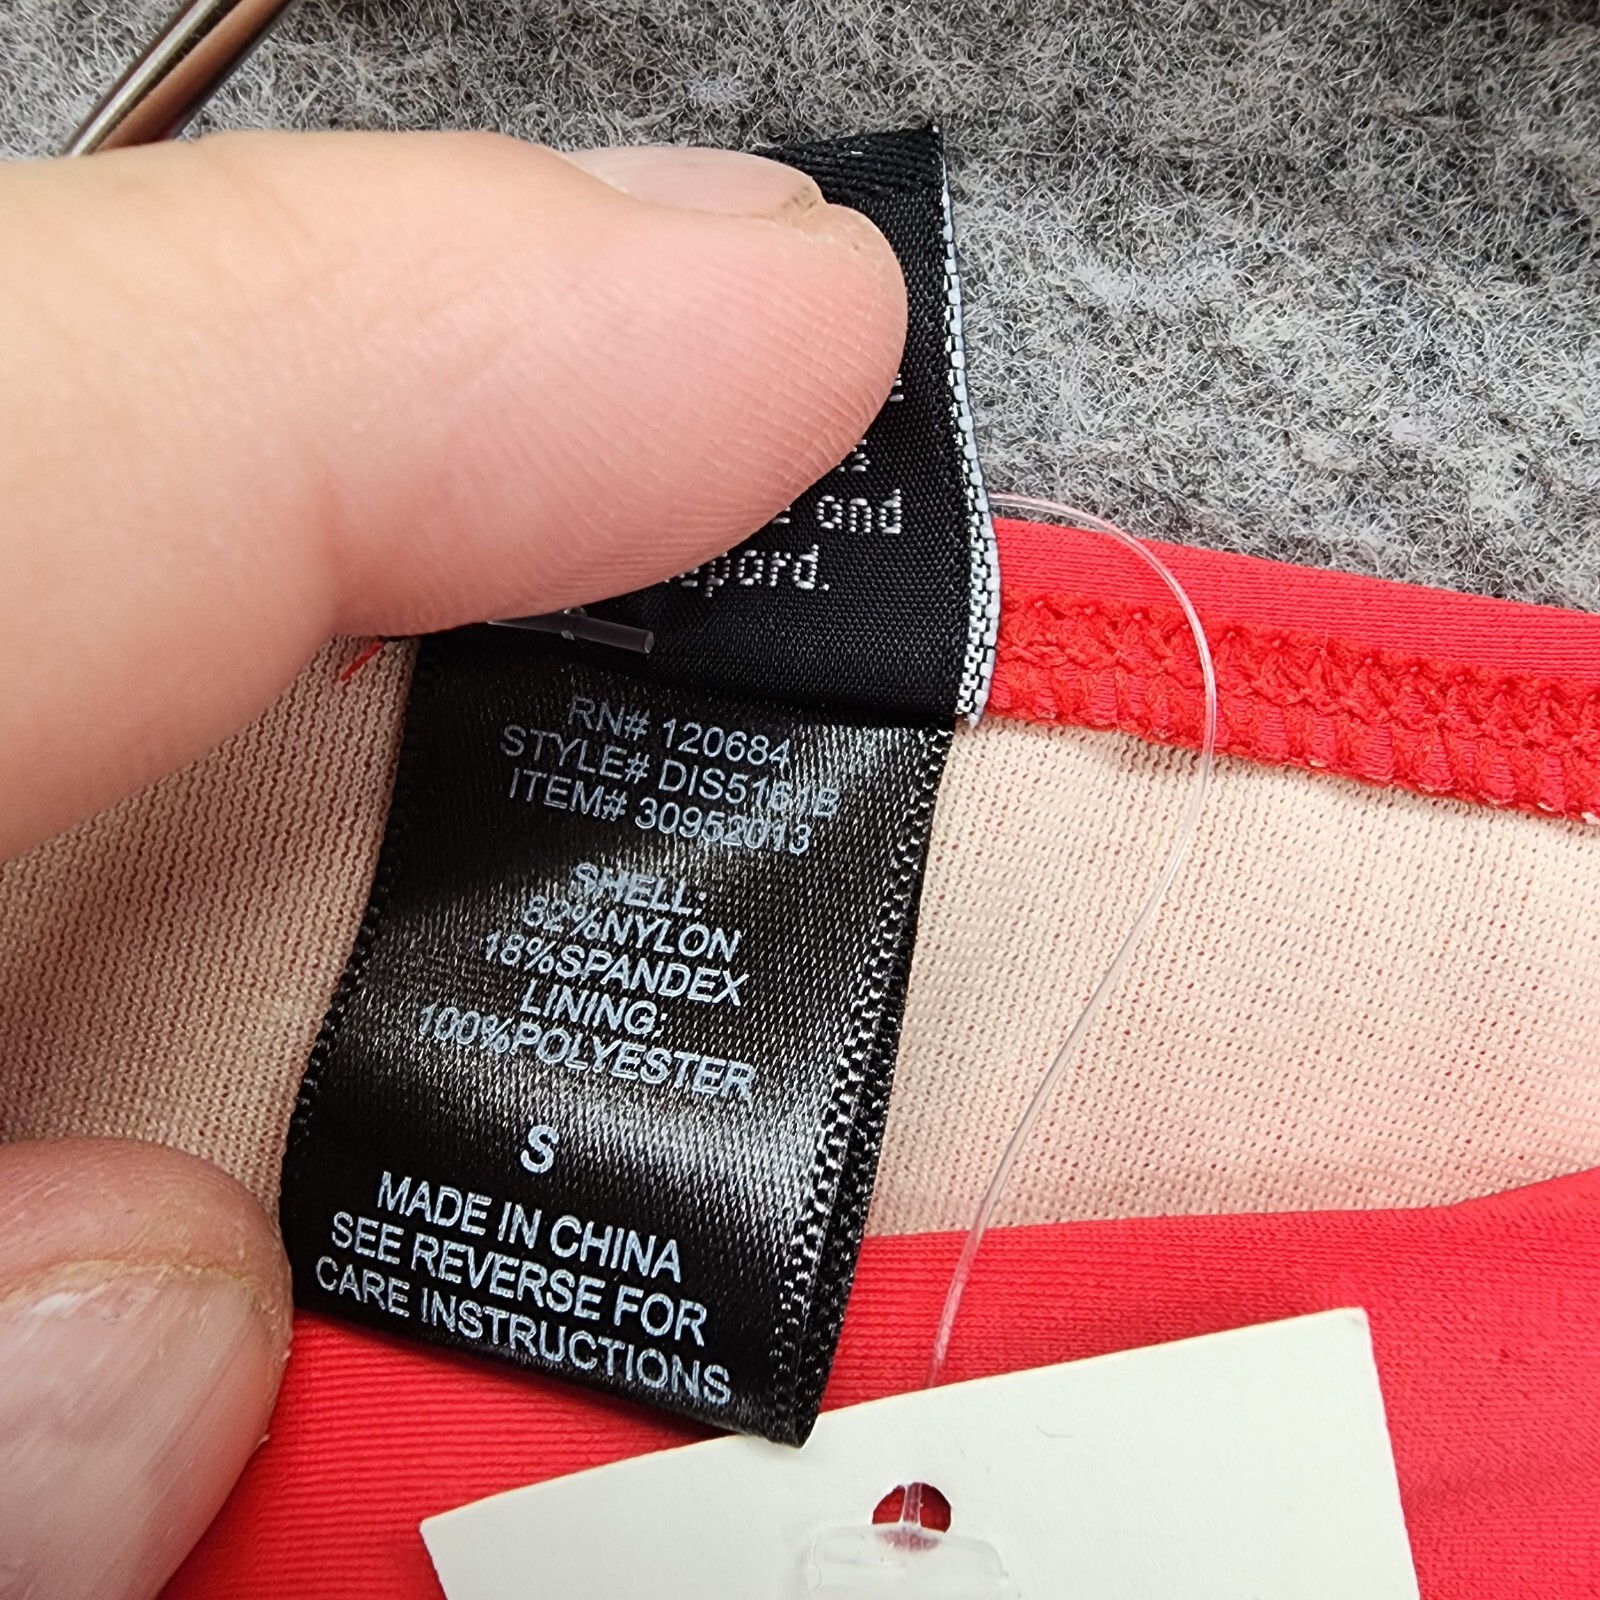 and
RN# 120684
STYLE# DIS5161B
ITEM# 30952013
SHELL:
82%NYLON
18%SPANDEX
LINING:
100%POLYESTER
S
MADE IN CHINA
SEE REVERSE FOR
CARE INSTRUCTIONS